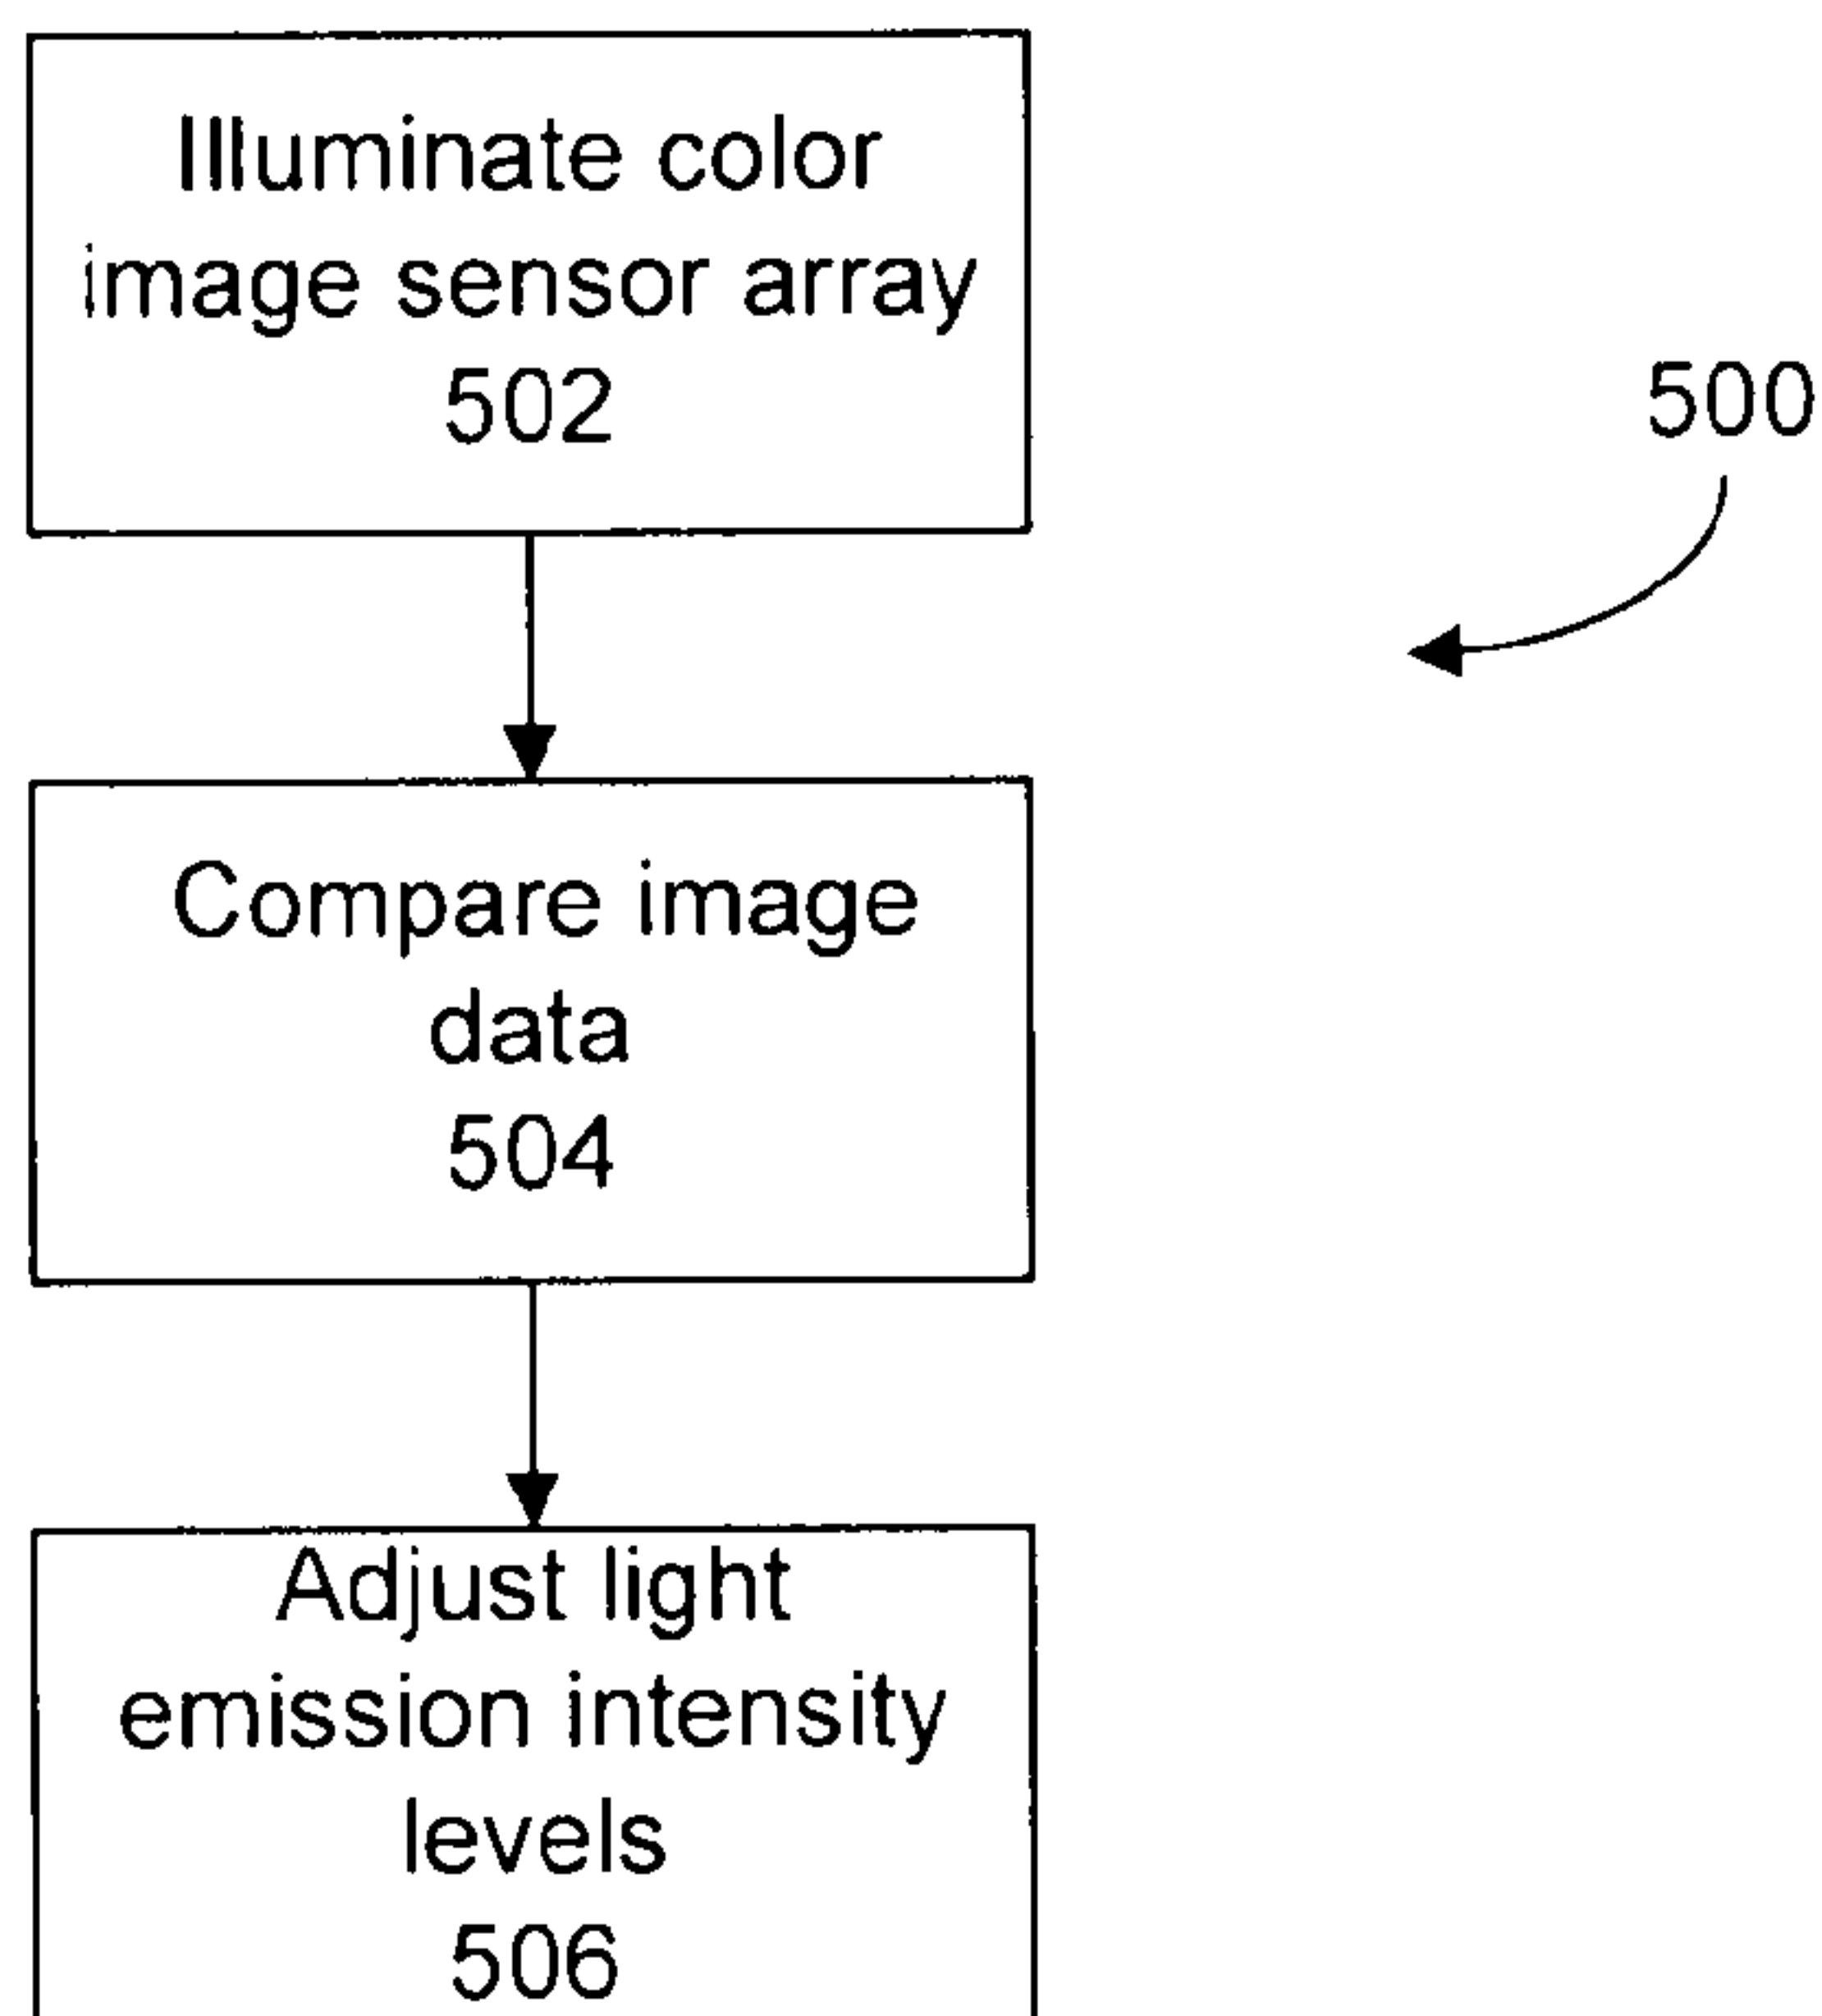 Illuminate color
image sensor array
502
500
Compare image
data
504
Adjust light
emission intensity
levels
506